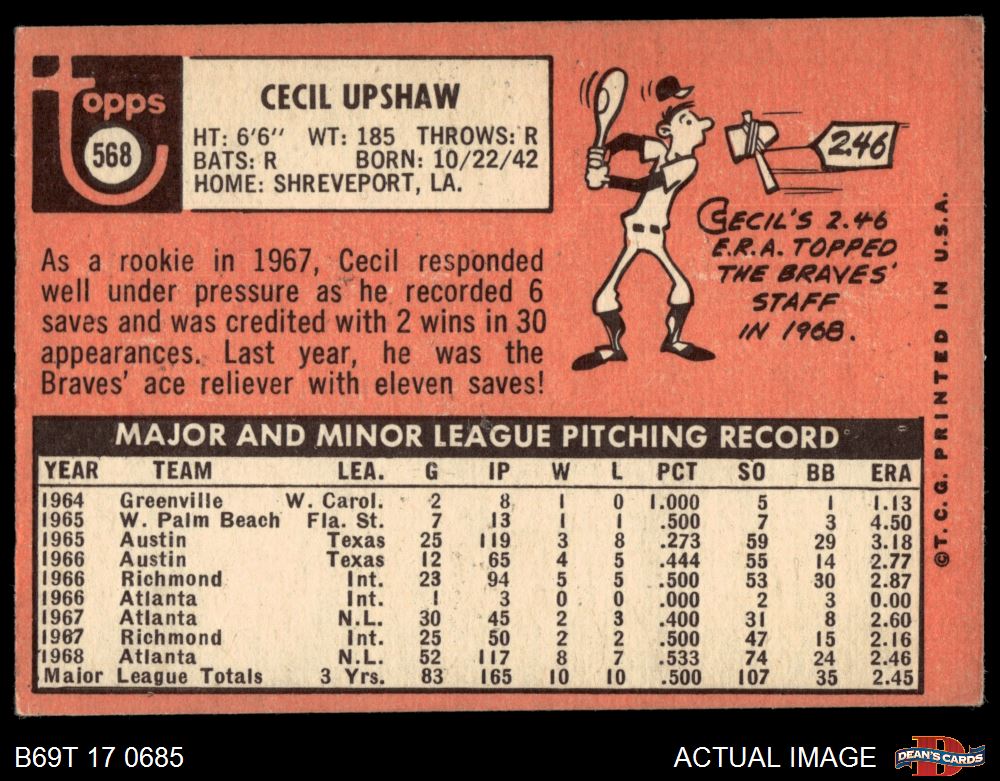 topps
568
CECIL UPSHAW
HT: 6'6" WT: 185 THROWS: R
BATS: R BORN: 10/22/42
HOME: SHREVEPORT, LA.
2.46
CECIL'S 2.46
E.R.A. TOPPED
THE BRAVES'
STAFF
IN 1968.
As a rookie in 1967, Cecil responded
well under pressure as he recorded 6
saves and was credited with 2 wins in 30
appearances. Last year, he was the
Braves' ace reliever with eleven saves!
MAJOR AND MINOR LEAGUE PITCHING RECORD
YEAR TEAM LEA. G IP W L PCT SO BB ERA
1964 Greenville W. Carol. 2 8 1 0 1.000 5 1 1.13
1965 W. Palm Beach Fla. St. 7 13 1 1 .500 7 3 4.50
1965 Austin Texas 25 119 3 8 .273 59 29 3.18
1966 Austin Texas 12 65 4 5 .444 55 14 2.77
1966 Richmond Int. 23 94 5 5 .500 53 30 2.87
1966 Atlanta Int. 1 3 0 0 .000 2 3 0.00
1967 Atlanta N.L. 30 45 2 3 .400 31 8 2.60
1967 Richmond Int. 25 50 2 2 .500 47 15 2.16
1968 Atlanta N.L. 52 117 8 7 .533 74 24 2.46
Major League Totals 3 Yrs. 83 165 10 10 .500 107 35 2.45
©T.C.G. PRINTED IN U.S.A.
B69T 17 0685
ACTUAL IMAGE
D
DEAN'S CARDS